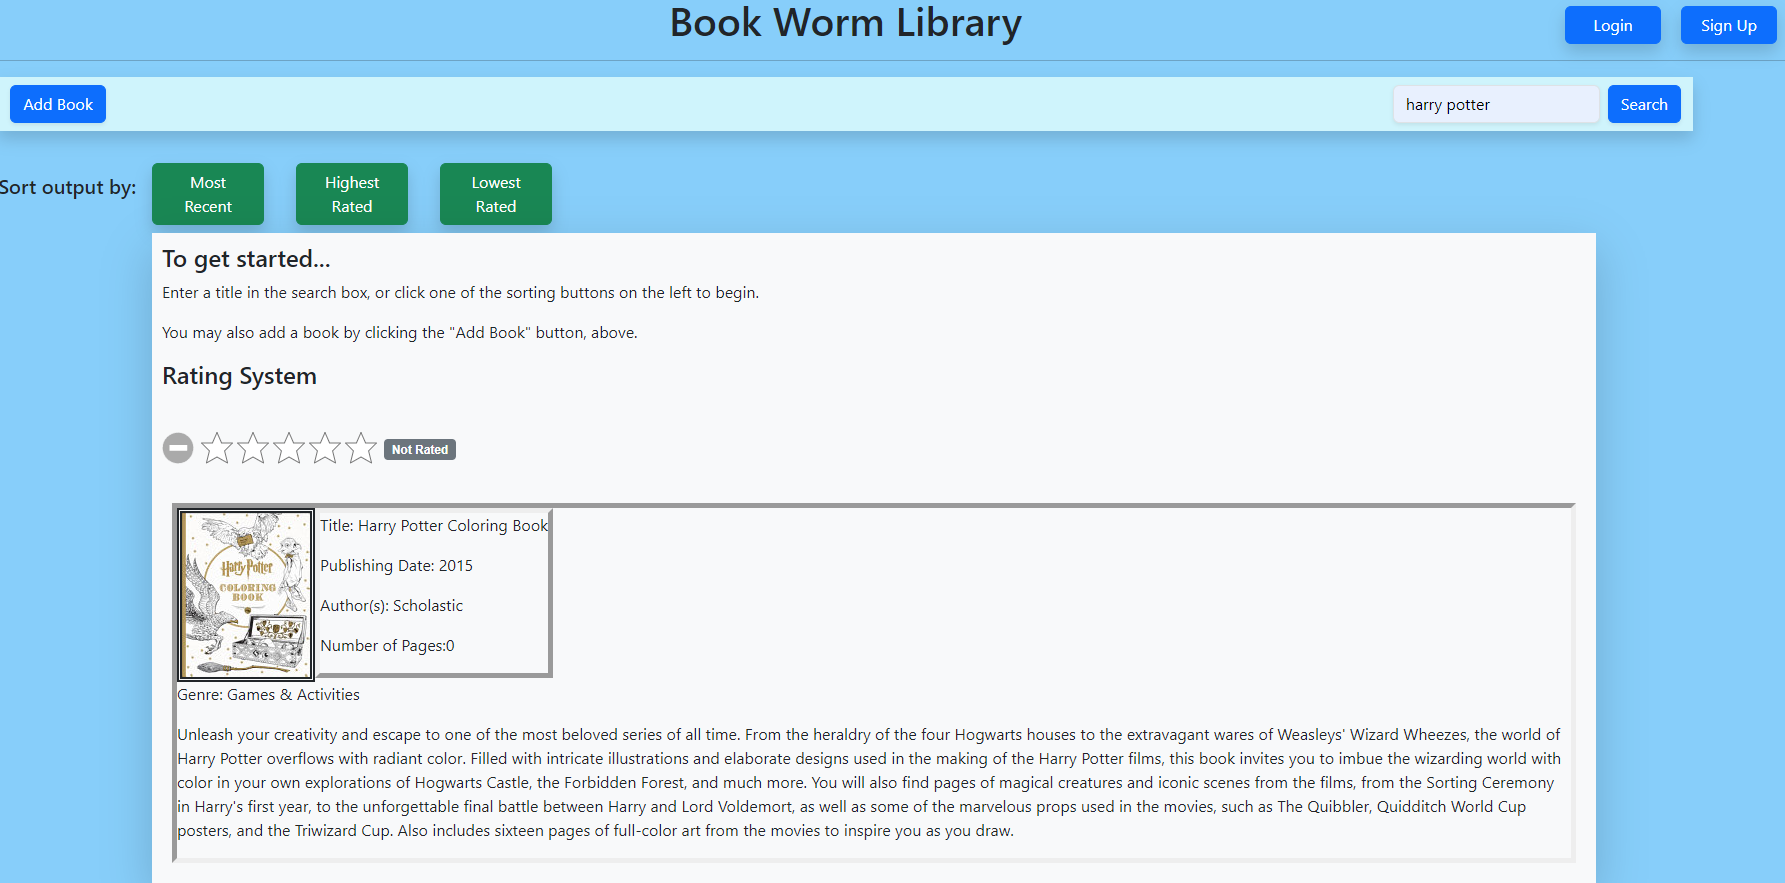 Book Worm Library
Login
Sign Up
Add Book
harry potter
Search
Sort output by:
Most
Recent
Highest
Rated
Lowest
Rated
To get started...
Enter a title in the search box, or click one of the sorting buttons on the left to begin.
You may also add a book by clicking the "Add Book" button, above.
Rating System
Not Rated
Harry Potter
COLORING
BOOK
Title: Harry Potter Coloring Book
Publishing Date: 2015
Author(s): Scholastic
Number of Pages:0
Genre: Games & Activities
Unleash your creativity and escape to one of the most beloved series of all time. From the heraldry of the four Hogwarts houses to the extravagant wares of Weasleys' Wizard Wheezes, the world of
Harry Potter overflows with radiant color. Filled with intricate illustrations and elaborate designs used in the making of the Harry Potter films, this book invites you to imbue the wizarding world with
color in your own explorations of Hogwarts Castle, the Forbidden Forest, and much more. You will also find pages of magical creatures and iconic scenes from the films, from the Sorting Ceremony
in Harry's first year, to the unforgettable final battle between Harry and Lord Voldemort, as well as some of the marvelous props used in the movies, such as The Quibbler, Quidditch World Cup
posters, and the Triwizard Cup. Also includes sixteen pages of full-color art from the movies to inspire you as you draw.